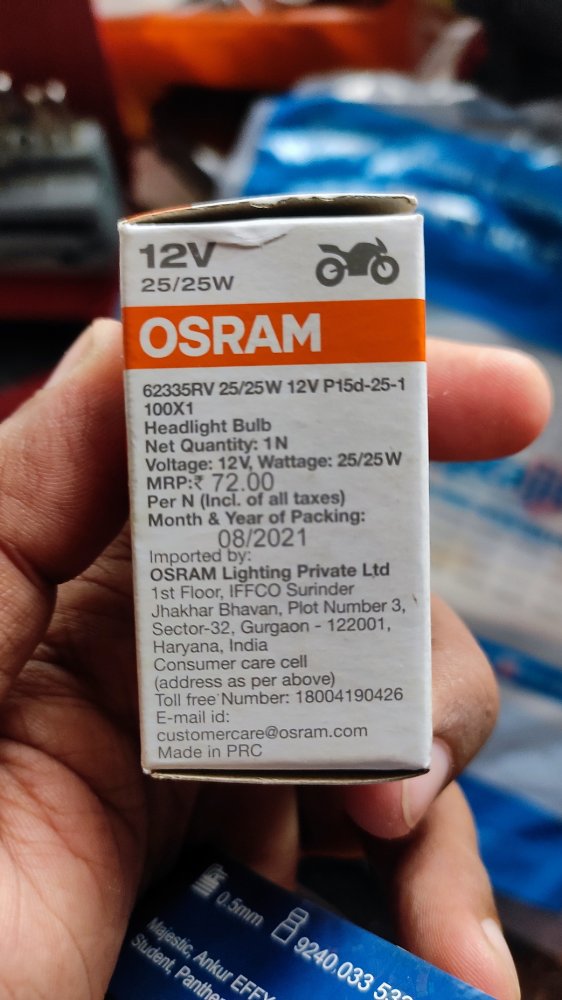 12V
25/25W
OSRAM
62335RV 25/25W 12V P15d-25-1
100X1
Headlight Bulb
Net Quantity: 1N
Voltage: 12V, Wattage: 25/25W
MRP:₹ 72.00
Per N (Incl. of all taxes)
Month & Year of Packing:
08/2021
Imported by:
OSRAM Lighting Private Ltd
1st Floor, IFFCO Surinder
Jhakhar Bhavan, Plot Number 3,
Sector-32, Gurgaon - 122001,
Haryana, India
Consumer care cell
(address as per above)
Toll free Number: 18004190426
E-mail id:
customercare@osram.com
Made in PRC
0.5mm
9240.033 535
Majestic, Ankur EFFY
Student, Panther